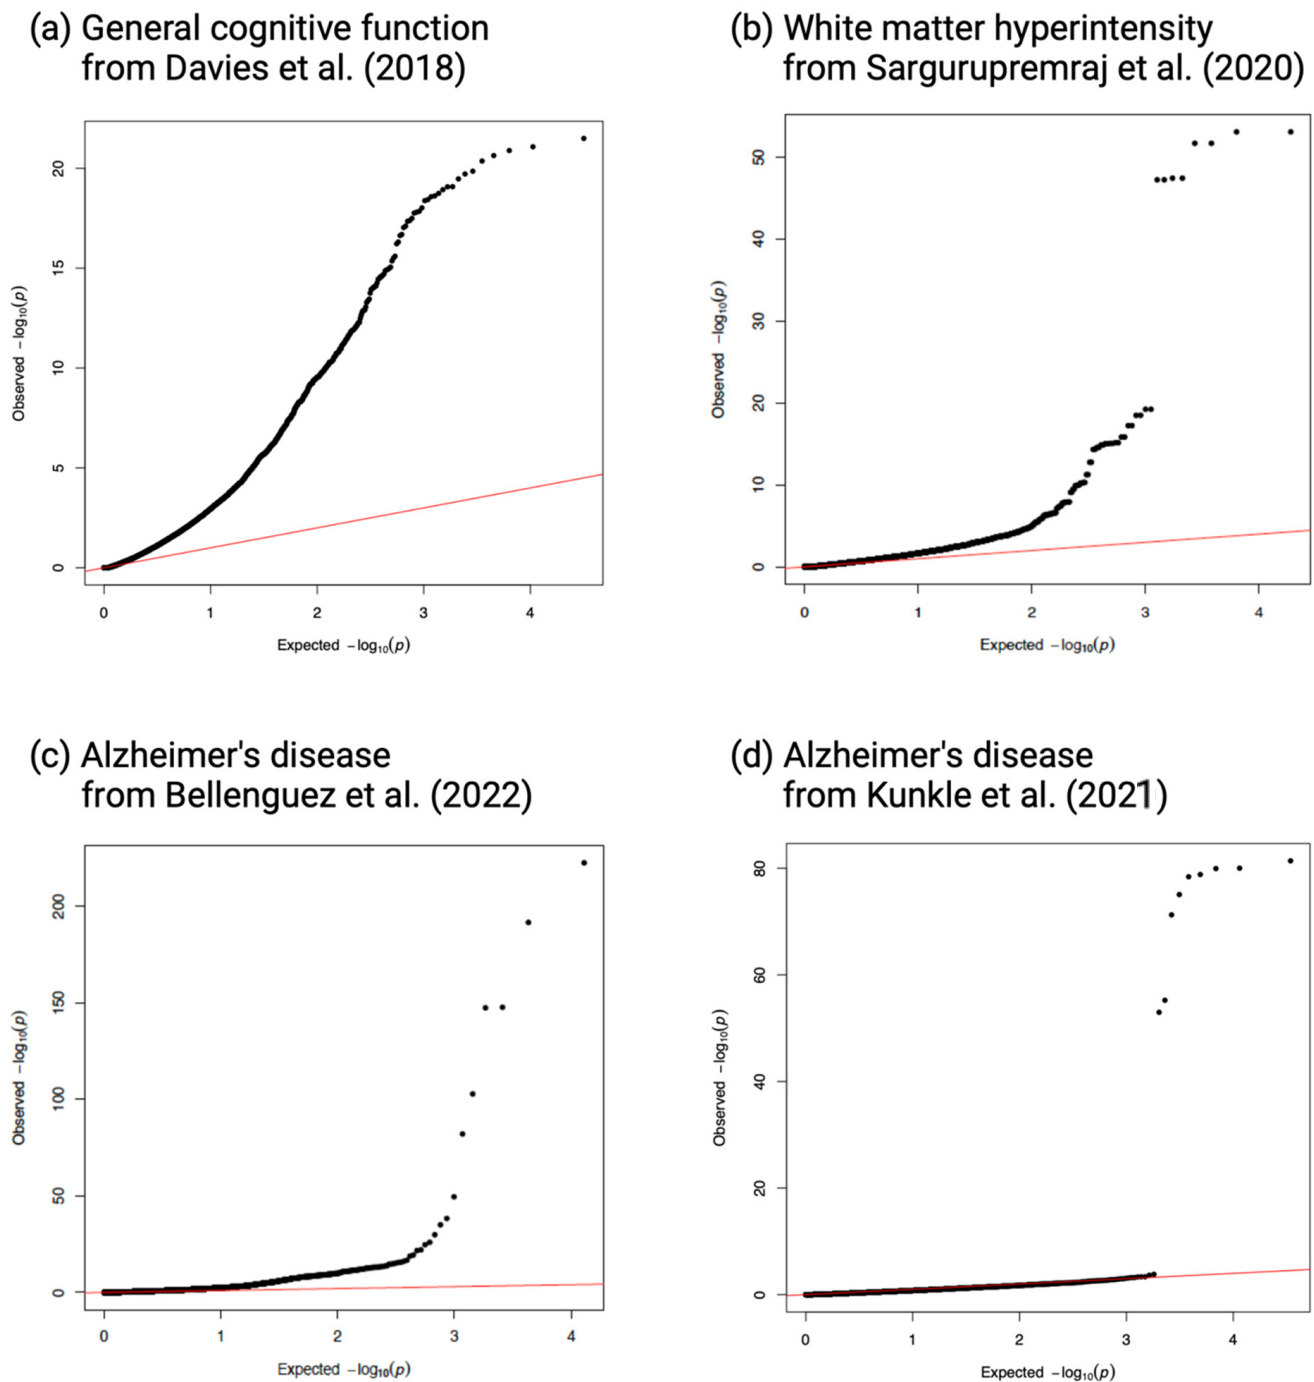 (a) General cognitive function
from Davies et al. (2018)
20
15
10
5
0
Observed −log₁₀(p)
0 1 2 3 4
Expected −log₁₀(p)
(b) White matter hyperintensity
from Sargurupremraj et al. (2020)
50
40
30
20
10
0
Observed −log₁₀(p)
0 1 2 3 4
Expected −log₁₀(p)
(c) Alzheimer's disease
from Bellenguez et al. (2022)
200
150
100
50
0
Observed −log₁₀(p)
0 1 2 3 4
Expected −log₁₀(p)
(d) Alzheimer's disease
from Kunkle et al. (2021)
80
60
40
20
0
Observed −log₁₀(p)
0 1 2 3 4
Expected −log₁₀(p)